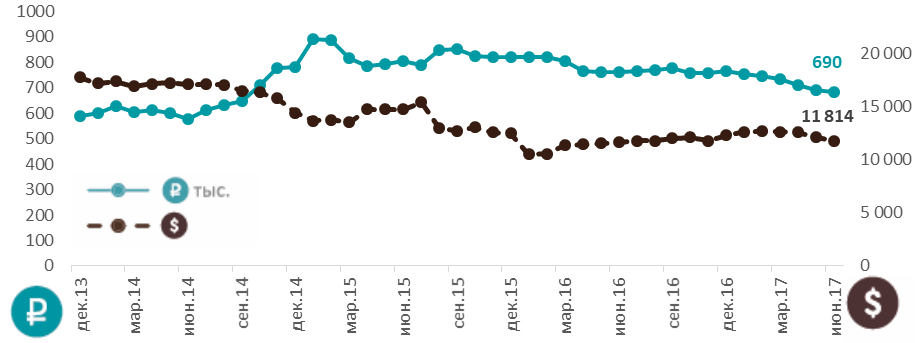 1000
900
800
700
600
500
400
300
200
100
0
20 000
15 000
10 000
5 000
0
690
11 814
₽ тыс.
$
дек.13
мар.14
июн.14
сен.14
дек.14
мар.15
июн.15
сен.15
дек.15
мар.16
июн.16
сен.16
дек.16
мар.17
июн.17
₽
$